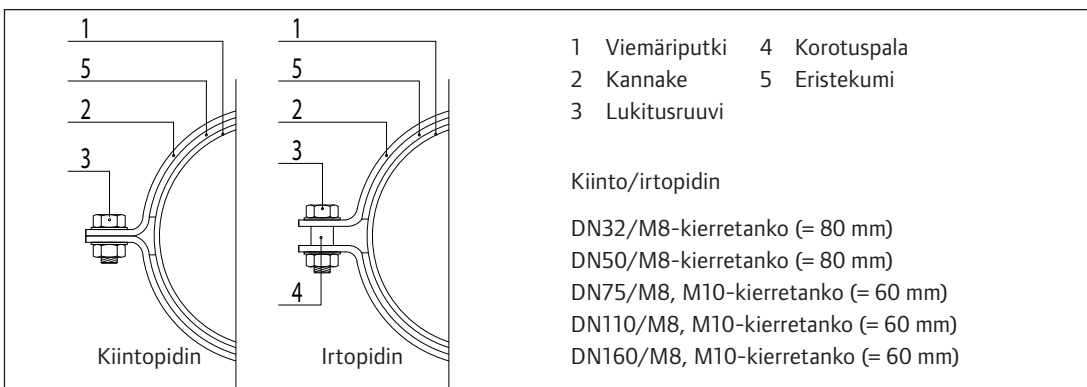 1
5
2
3
Kiintopidin
1
5
2
3
4
Irtopidin
1 Viemäriputki 4 Korotuspala
2 Kannake 5 Eristekumi
3 Lukitusruuvi
Kiinto/irtopidin
DN32/M8-kierretanko (= 80 mm)
DN50/M8-kierretanko (= 80 mm)
DN75/M8, M10-kierretanko (= 60 mm)
DN110/M8, M10-kierretanko (= 60 mm)
DN160/M8, M10-kierretanko (= 60 mm)